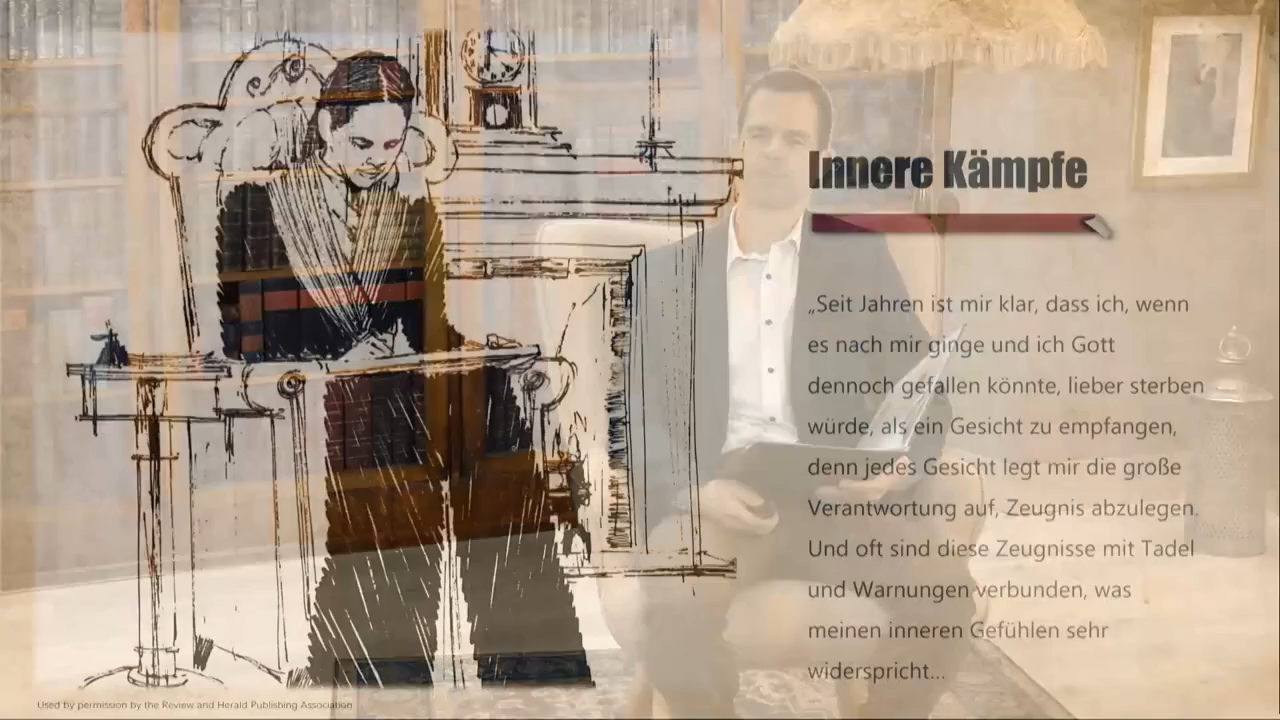 Innere Kämpfe
„Seit Jahren ist mir klar, dass ich, wenn
es nach mir ginge und ich Gott
dennoch gefallen könnte, lieber sterben
würde, als ein Gesicht zu empfangen,
denn jedes Gesicht legt mir die große
Verantwortung auf, Zeugnis abzulegen.
Und oft sind diese Zeugnisse mit Tadel
und Warnungen verbunden, was
meinen inneren Gefühlen sehr
widerspricht...
Used by permission by the Review and Herald Publishing Association